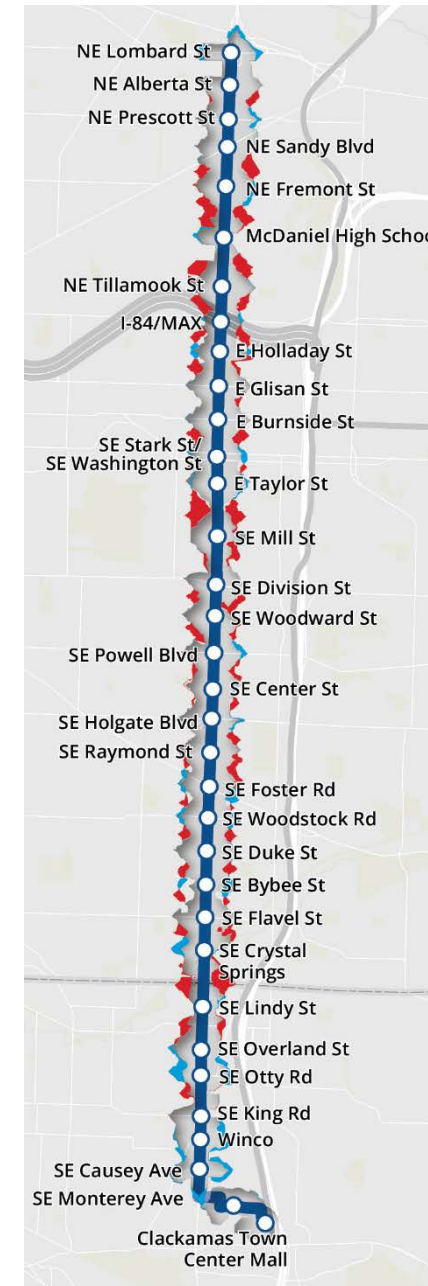 NE Lombard St
NE Alberta St
NE Prescott St
NE Sandy Blvd
NE Fremont St
McDaniel High Schoo
NE Tillamook St
I-84/MAX
E Holladay St
E Glisan St
E Burnside St
SE Stark St/
SE Washington St
E Taylor St
SE Mill St
SE Division St
SE Woodward St
SE Powell Blvd
SE Center St
SE Holgate Blvd
SE Raymond St
SE Foster Rd
SE Woodstock Rd
SE Duke St
SE Bybee St
SE Flavel St
SE Crystal
Springs
SE Lindy St
SE Overland St
SE Otty Rd
SE King Rd
Winco
SE Causey Ave
SE Monterey Ave
Clackamas Town
Center Mall